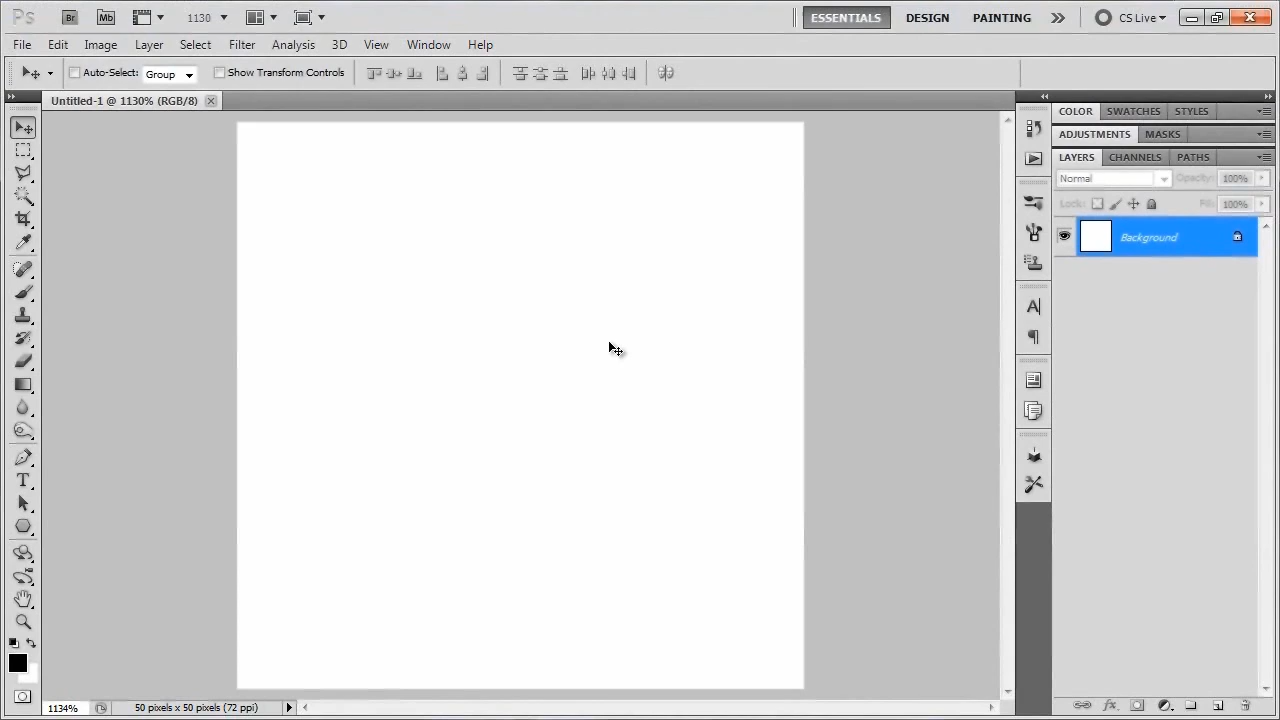 Ps Br Mb 1130 ESSENTIALS DESIGN PAINTING CS Live
File Edit Image Layer Select Filter Analysis 3D View Window Help
Auto-Select: Group Show Transform Controls
Untitled-1 @ 1130% (RGB/8)
COLOR SWATCHES STYLES
ADJUSTMENTS MASKS
LAYERS CHANNELS PATHS
Normal Opacity: 100%
Lock: Fill: 100%
Background
1134% 50 pixels x 50 pixels (72 ppi)